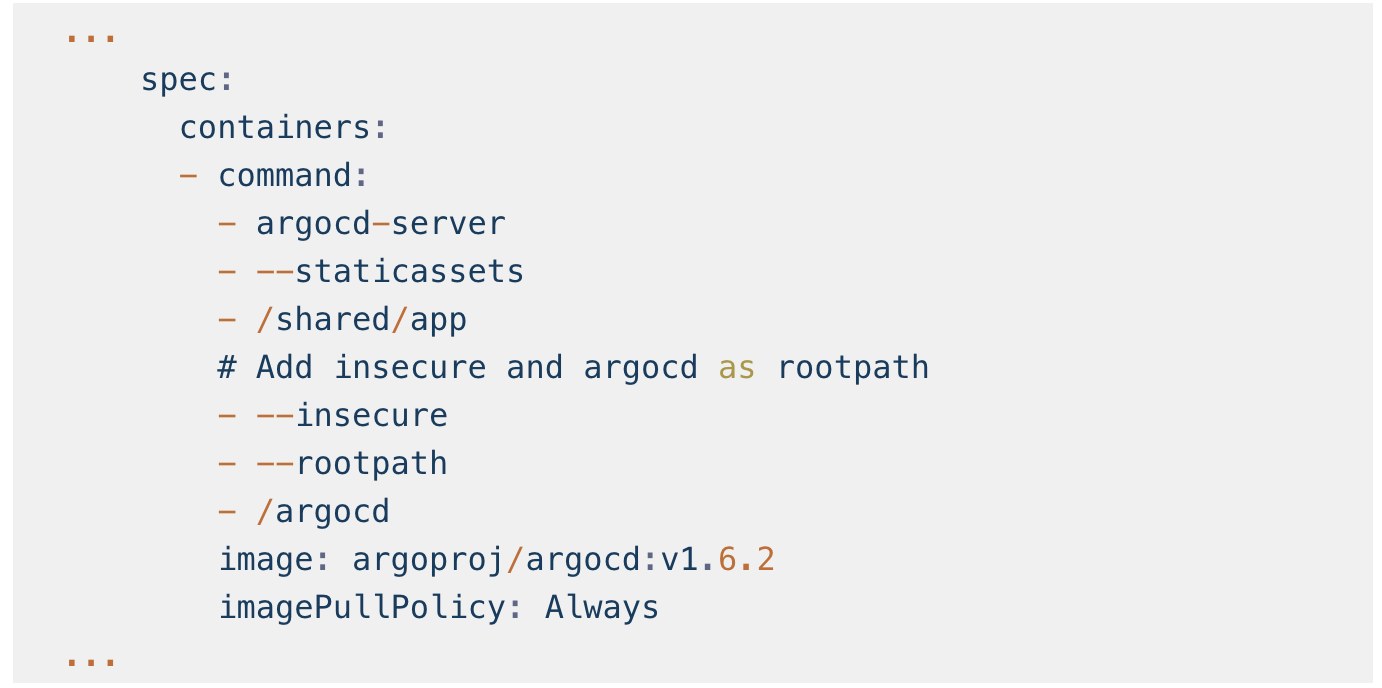 ...
    spec:
      containers:
      - command:
        - argocd-server
        - --staticassets
        - /shared/app
        # Add insecure and argocd as rootpath
        - --insecure
        - --rootpath
        - /argocd
        image: argoproj/argocd:v1.6.2
        imagePullPolicy: Always
...